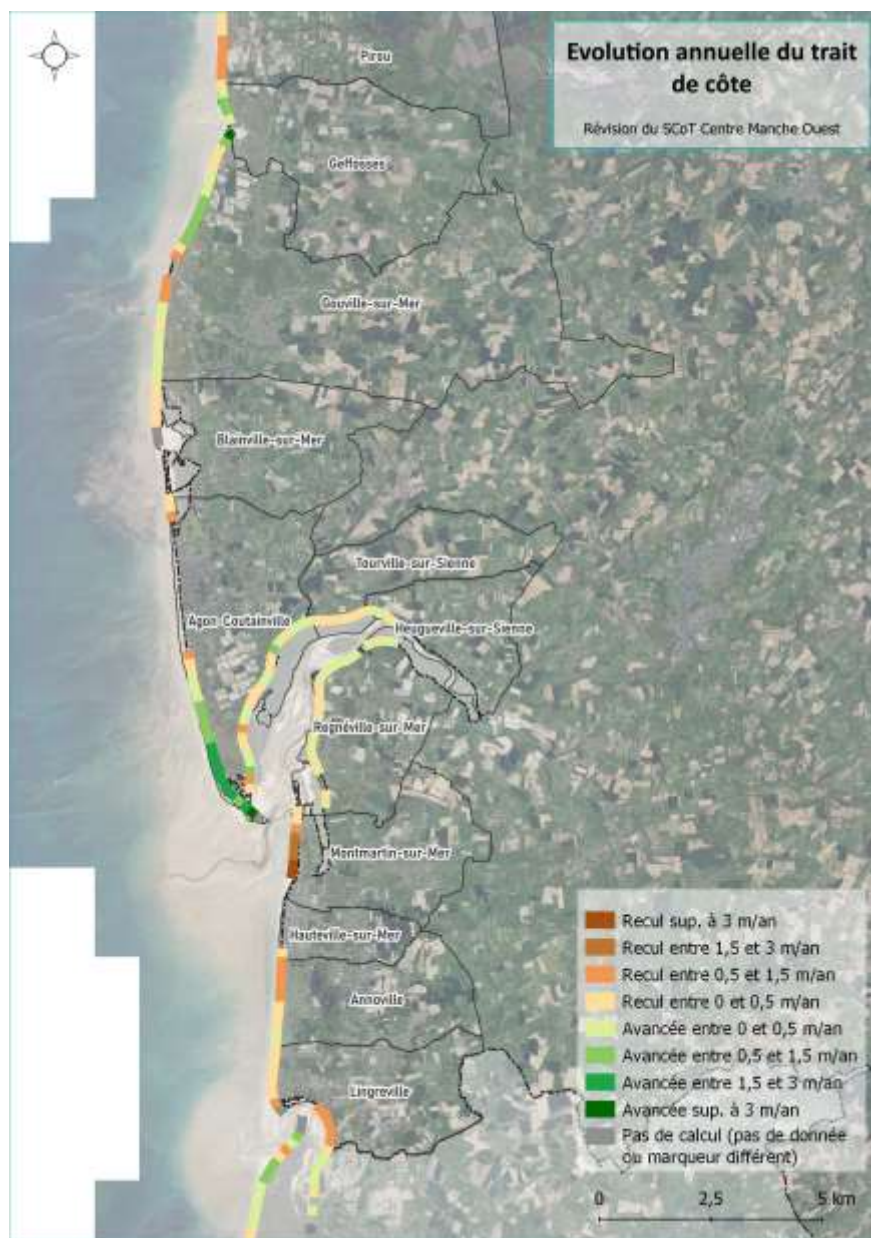 Evolution annuelle du trait
de côte
Révision du SCoT Centre Manche Ouest
Pirou
Geffosses
Gouville-sur-Mer
Blainville-sur-Mer
Tourville-sur-Sienne
Agon-Coutainville
Heugueville-sur-Sienne
Regnéville-sur-Mer
Montmartin-sur-Mer
Hauteville-sur-Mer
Annoville
Lingreville
Recul sup. à 3 m/an
Recul entre 1,5 et 3 m/an
Recul entre 0,5 et 1,5 m/an
Recul entre 0 et 0,5 m/an
Avancée entre 0 et 0,5 m/an
Avancée entre 0,5 et 1,5 m/an
Avancée entre 1,5 et 3 m/an
Avancée sup. à 3 m/an
Pas de calcul (pas de donnée
ou marqueur différent)
0 2,5 5 km